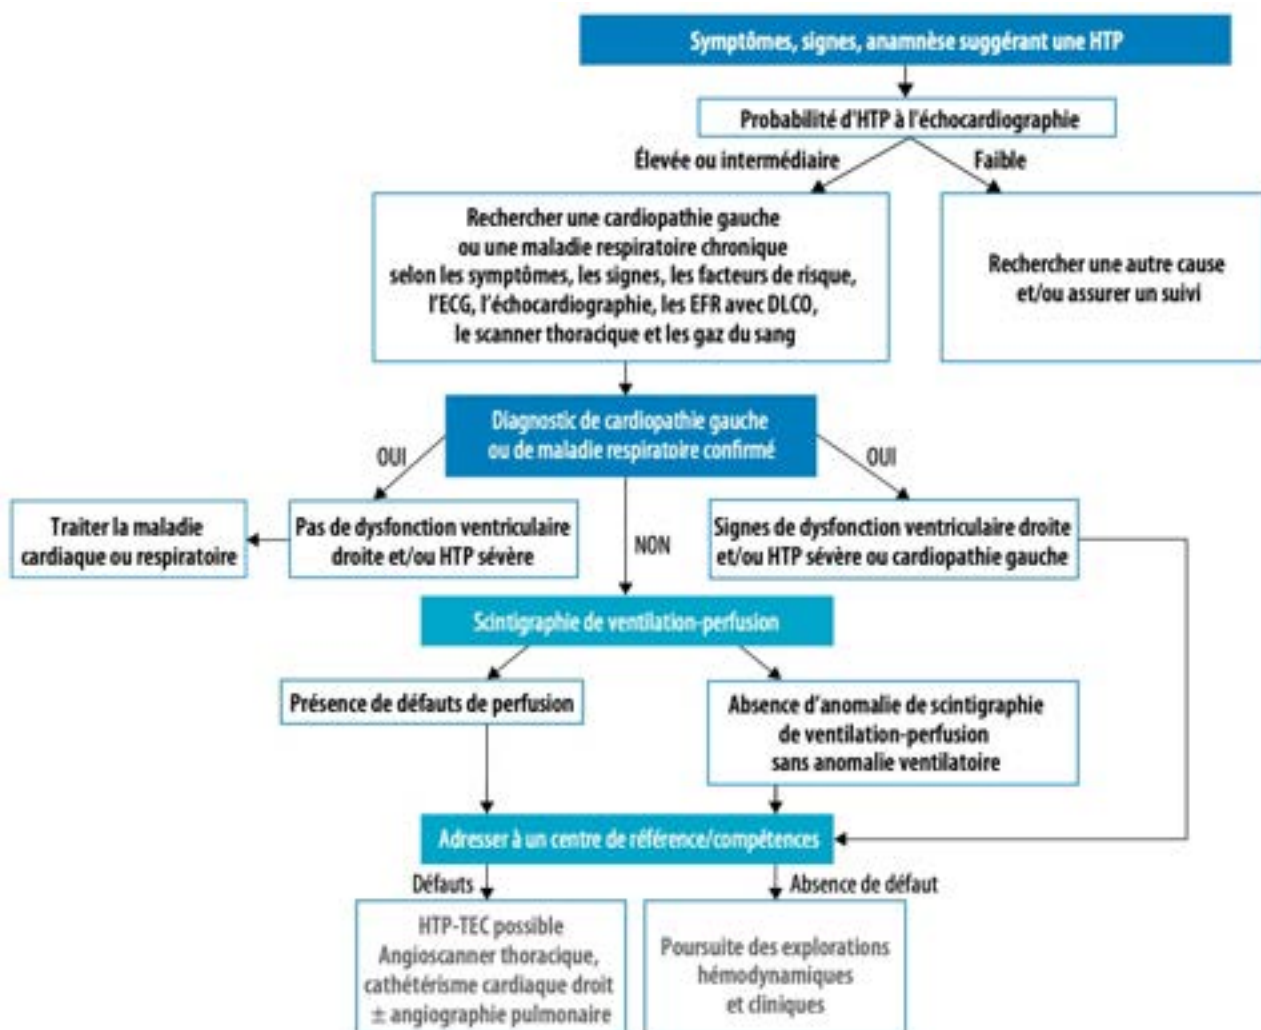 Symptômes, signes, anamnèse suggérant une HTP
Probabilité d'HTP à l'échocardiographie
Élevée ou intermédiaire
Faible
Rechercher une cardiopathie gauche
ou une maladie respiratoire chronique
selon les symptômes, les signes, les facteurs de risque,
l'ECG, l'échocardiographie, les EFR avec DLCO,
le scanner thoracique et les gaz du sang
Rechercher une autre cause
et/ou assurer un suivi
Diagnostic de cardiopathie gauche
ou de maladie respiratoire confirmé
OUI
OUI
Traiter la maladie
cardiaque ou respiratoire
Pas de dysfonction ventriculaire
droite et/ou HTP sévère
NON
Signes de dysfonction ventriculaire droite
et/ou HTP sévère ou cardiopathie gauche
Scintigraphie de ventilation-perfusion
Présence de défauts de perfusion
Absence d'anomalie de scintigraphie
de ventilation-perfusion
sans anomalie ventilatoire
Adresser à un centre de référence/compétences
Défauts
Absence de défaut
HTP-TEC possible
Angioscanner thoracique,
cathétérisme cardiaque droit
± angiographie pulmonaire
Poursuite des explorations
hémodynamiques
et cliniques